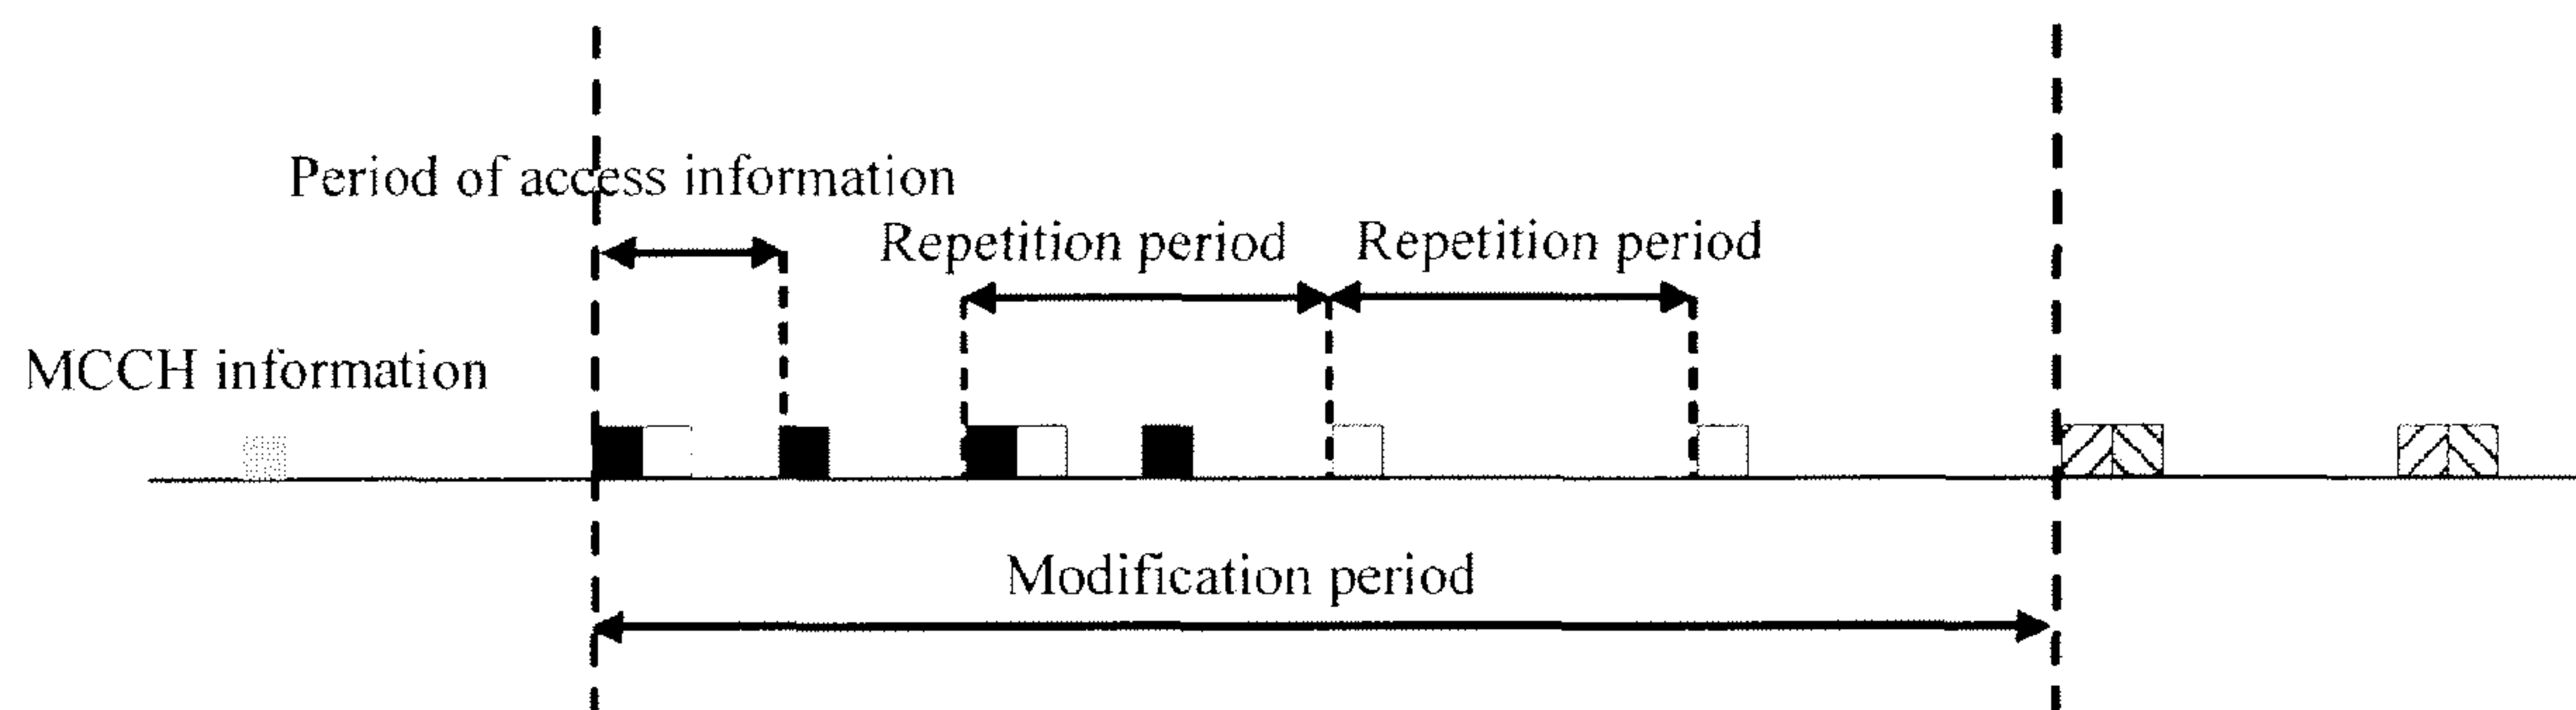 Period of access information
Repetition period
Repetition period
MCCH information
Modification period